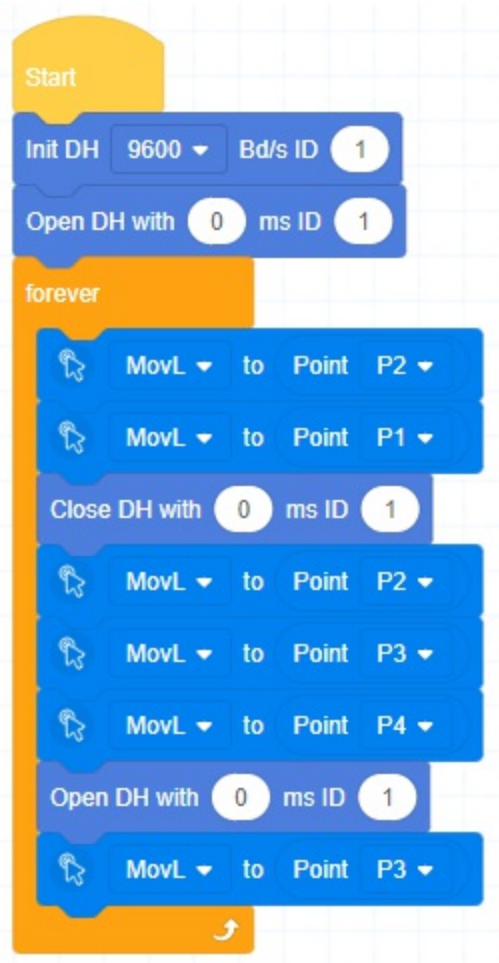 Start
Init DH 9600 Bd/s ID 1
Open DH with 0 ms ID 1
forever
MovL to Point P2
MovL to Point P1
Close DH with 0 ms ID 1
MovL to Point P2
MovL to Point P3
MovL to Point P4
Open DH with 0 ms ID 1
MovL to Point P3